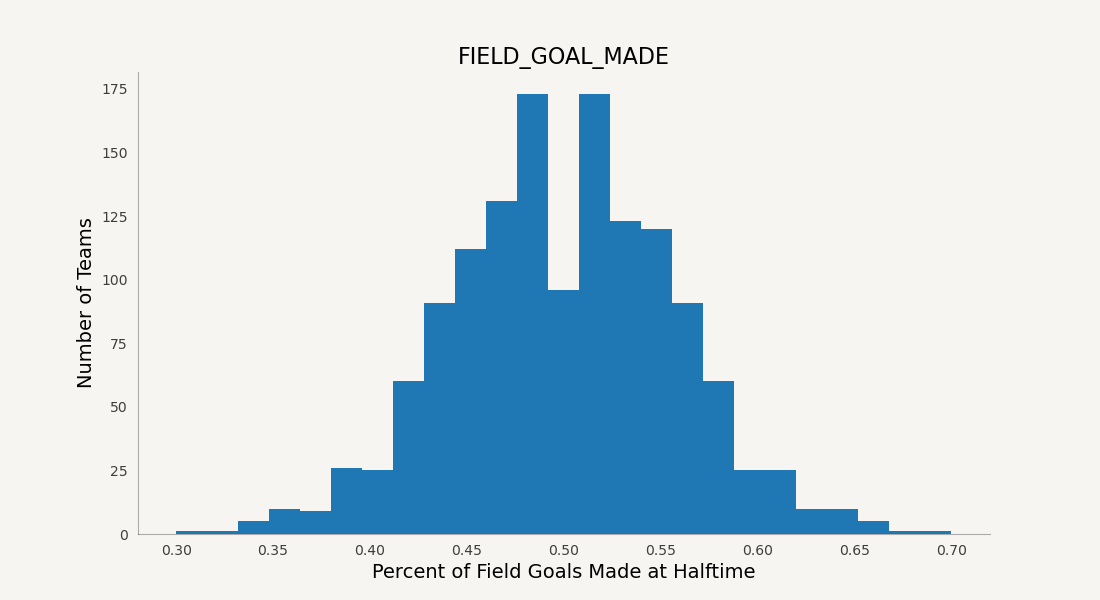 FIELD_GOAL_MADE
175
150
125
100
75
50
25
0
Number of Teams
0.30 0.35 0.40 0.45 0.50 0.55 0.60 0.65 0.70
Percent of Field Goals Made at Halftime